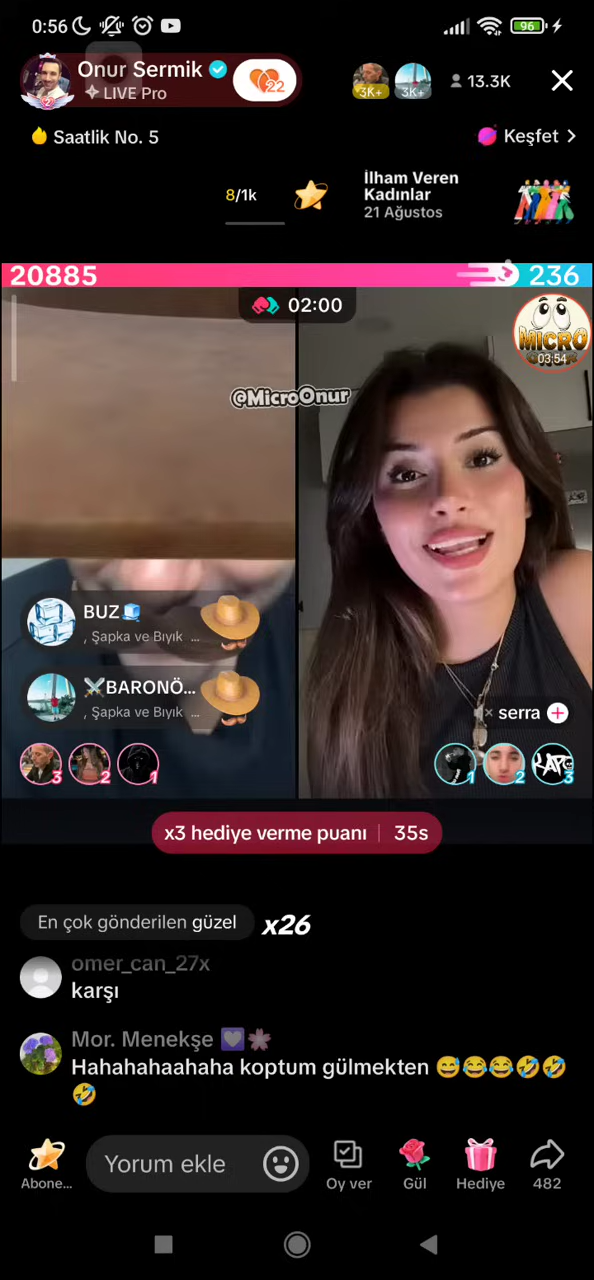 0:56
96
Onur Sermik
LIVE Pro
22
3K+
3K+
13.3K
Saatlik No. 5
Keşfet
8/1k
İlham Veren
Kadınlar
21 Ağustos
20885
236
02:00
MICRO
03:54
@MicroOnur
BUZ
, Şapka ve Bıyık ...
BARONÖ...
, Şapka ve Bıyık ...
serra
3
2
1
1
2
3
x3 hediye verme puanı
35s
En çok gönderilen güzel
x26
omer_can_27x
karşı
Mor. Menekşe
Hahahahaahaha koptum gülmekten
Abone...
Yorum ekle
Oy ver
Gül
Hediye
482